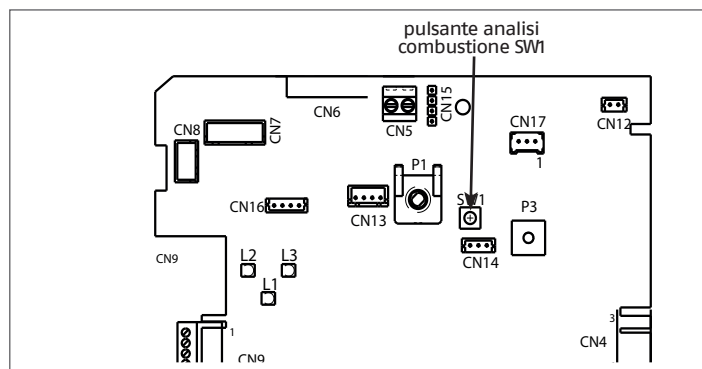 pulsante analisi
combustione SW1
CN6
CN15
CN8
CN7
CN5
CN17
CN12
1
P1
CN16
CN13
SW1
P3
CN14
CN9
L2
L3
L1
1
3
CN4
CN9